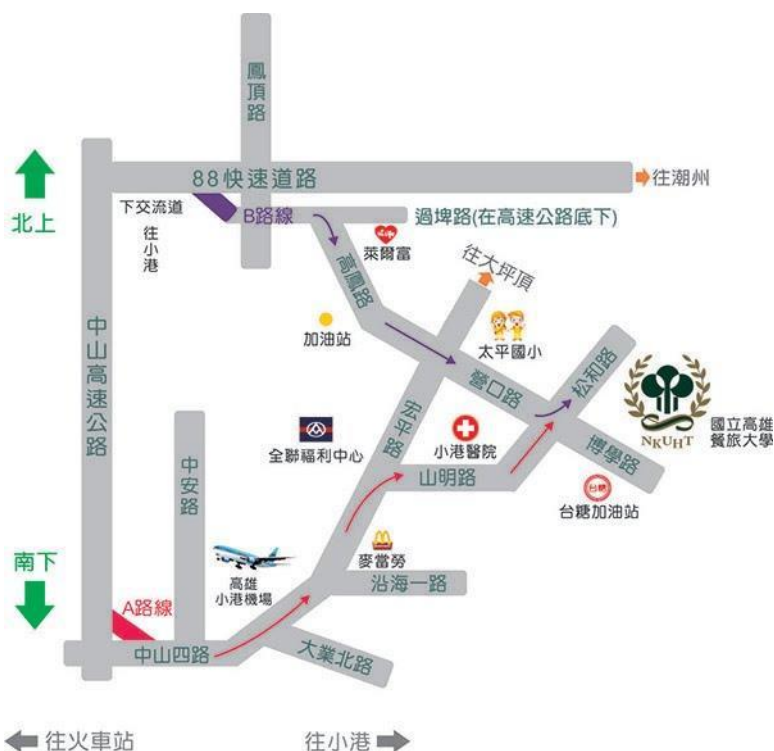 鳳頂路
88快速道路
往潮州
北上
下交流道
往小港
B路線
過埤路(在高速公路底下)
萊爾富
高鳳路
往大坪頂
加油站
太平國小
中山高速公路
營口路
松和路
NKUHT
國立高雄
餐旅大學
宏平路
全聯福利中心
小港醫院
博學路
中安路
山明路
台糖
台糖加油站
南下
高雄
小港機場
麥當勞
沿海一路
A路線
中山四路
大業北路
往火車站
往小港